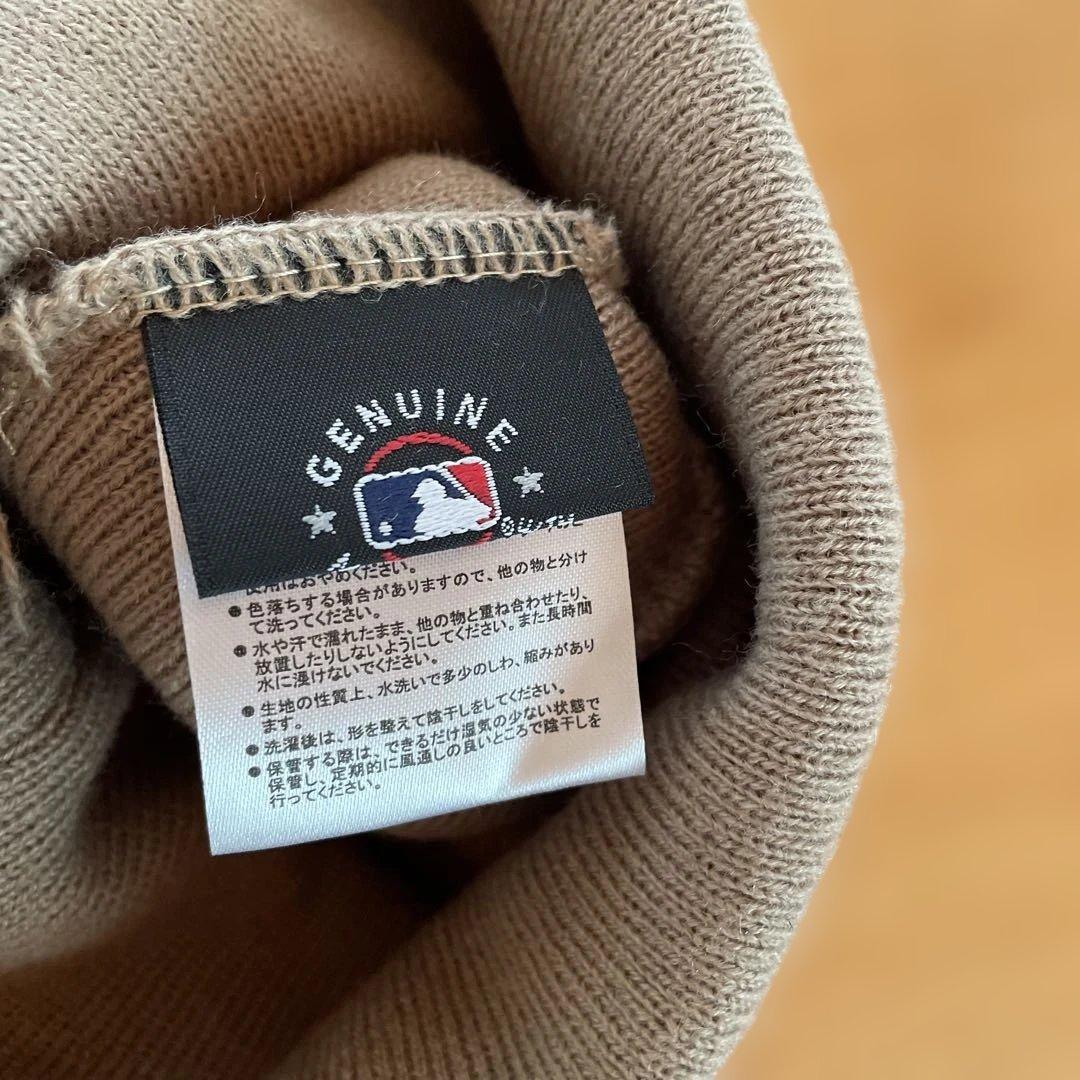 GENUINE
使用はおやめください。
●色落ちする場合がありますので、他の物と分け
て洗ってください。
●水や汗で濡れたまま、他の物と重ね合わせたり、
放置したりしないようにしてください。また長時間
水に浸けないでください。
●生地の性質上、水洗いで多少のしわ、縮みがあり
ます。
●洗濯後は、形を整えて陰干しをしてください。
●保管する際は、できるだけ湿気の少ない状態で
保管し、定期的に風通しの良いところで陰干しを
行ってください。